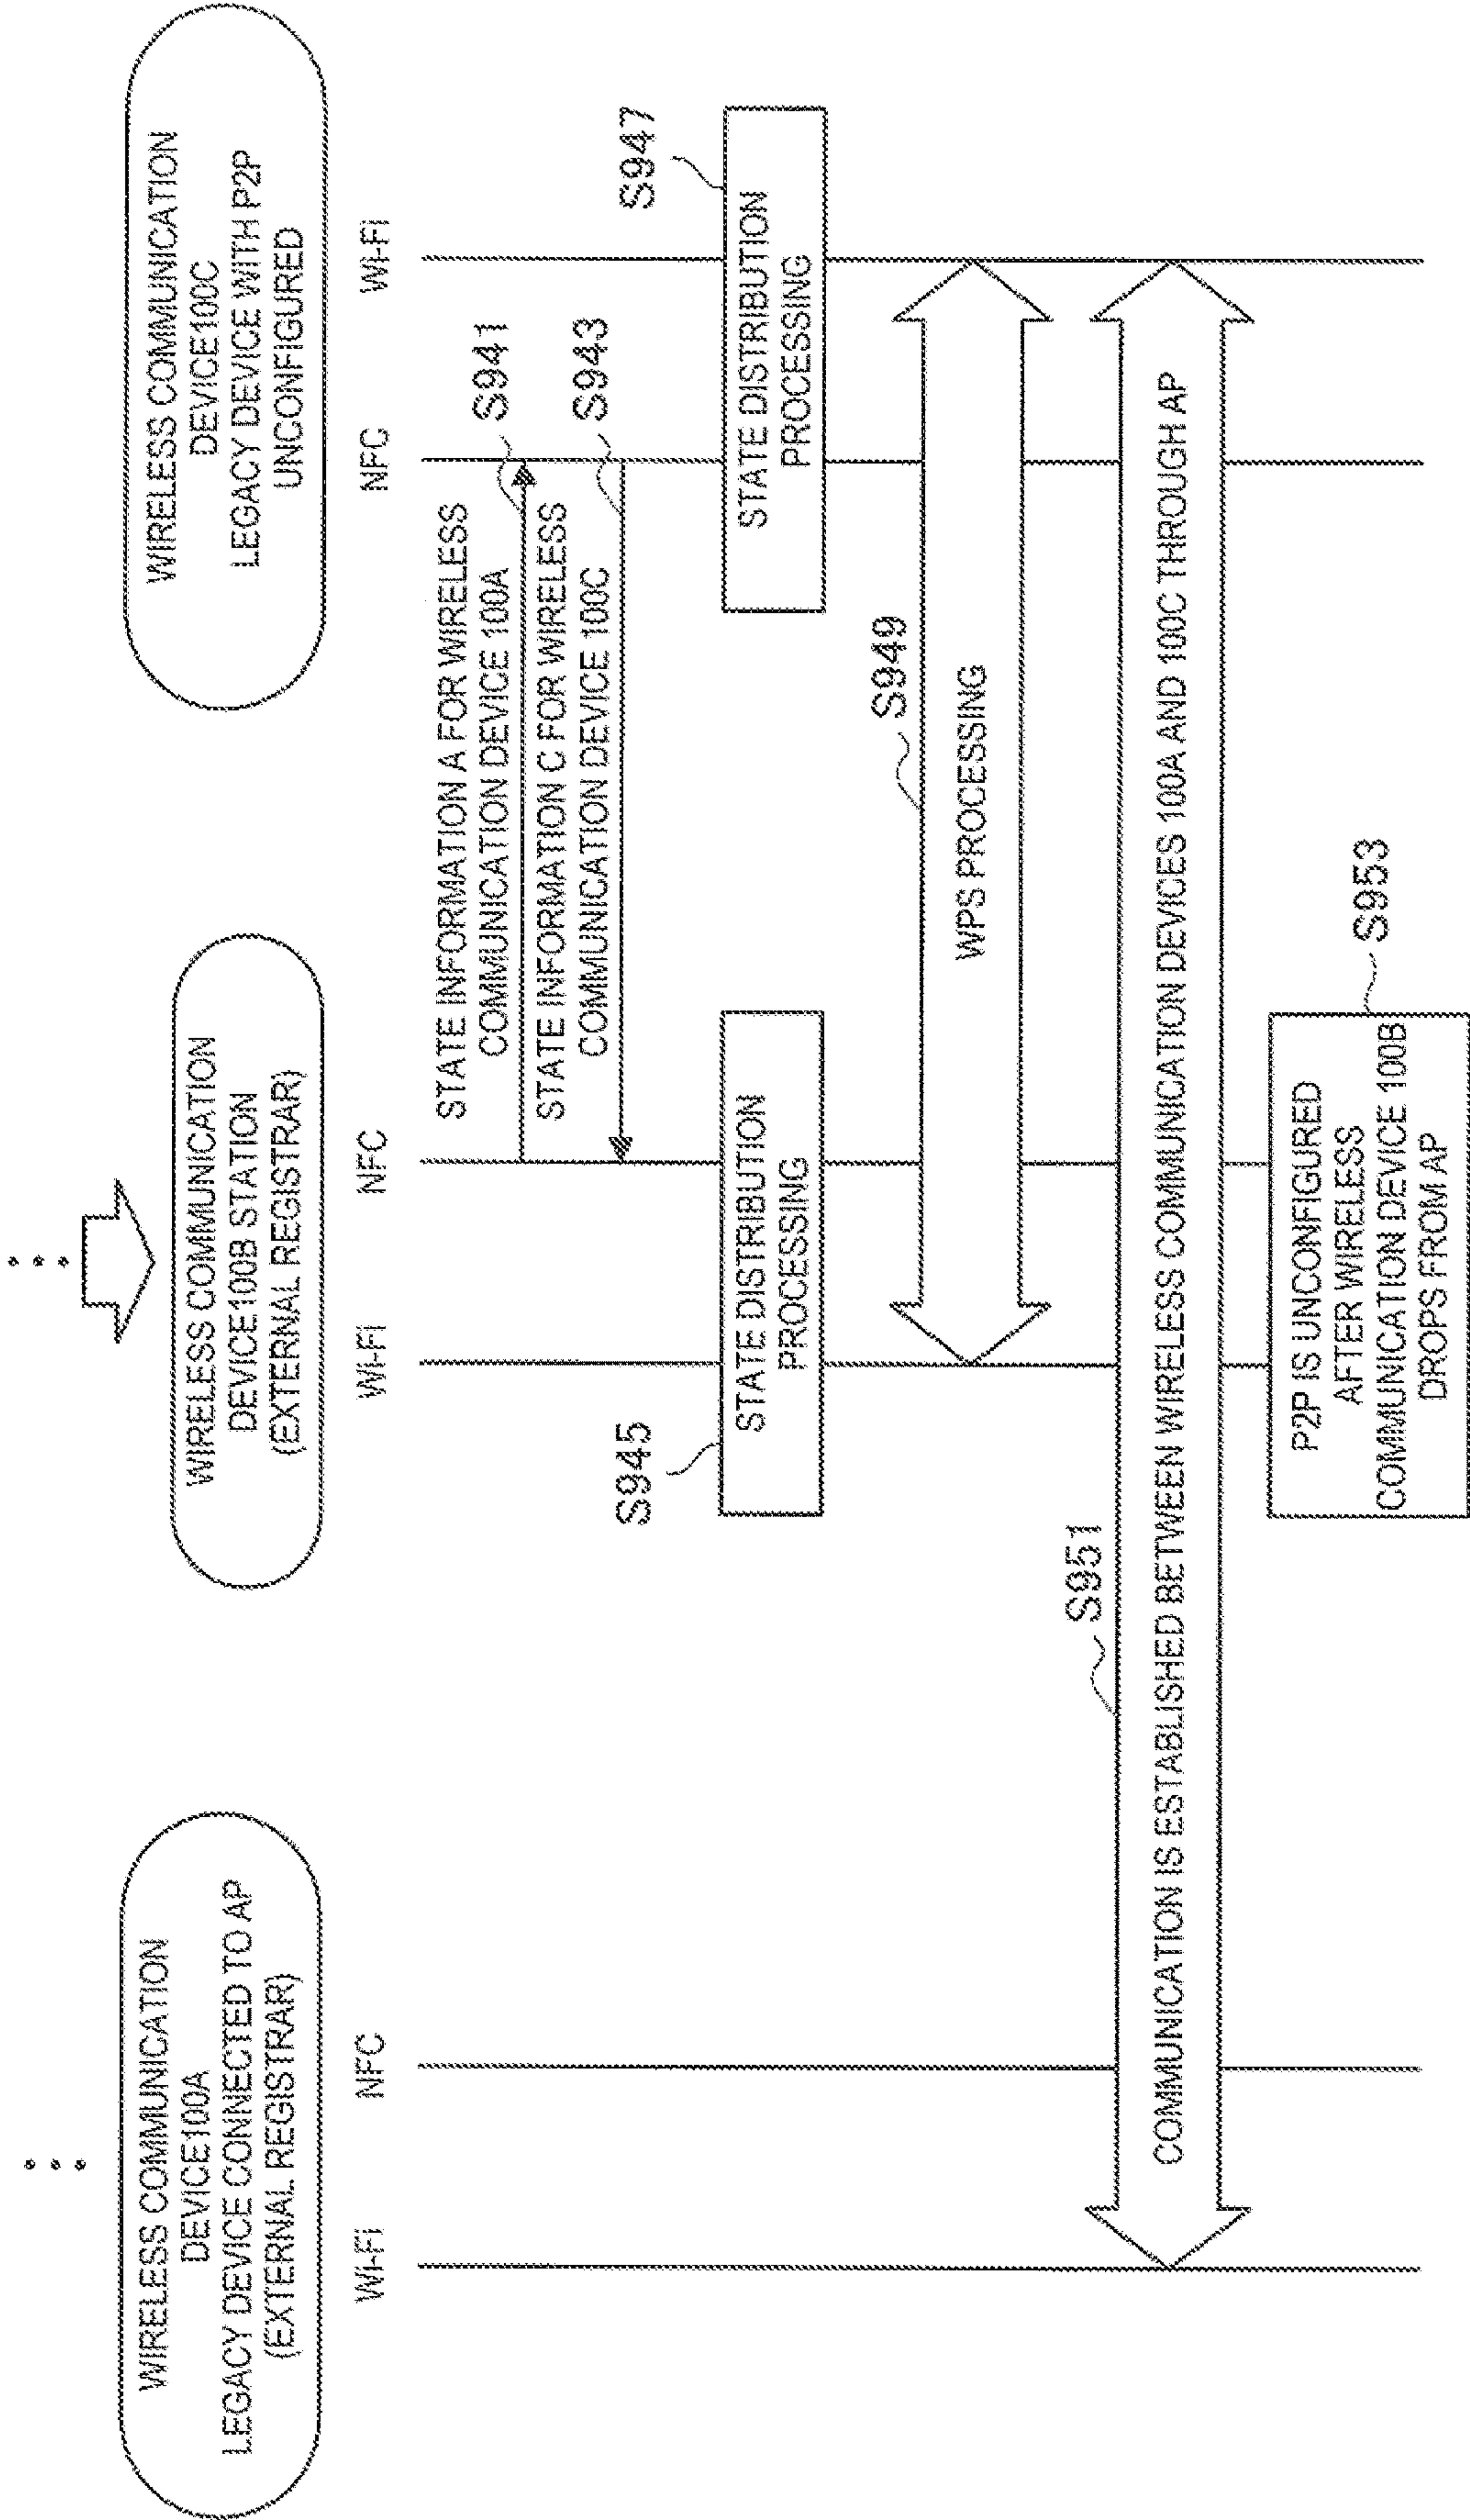 WIRELESS COMMUNICATION
DEVICE100A
LEGACY DEVICE CONNECTED TO AP
(EXTERNAL REGISTRAR)
WIRELESS COMMUNICATION
DEVICE100B STATION
(EXTERNAL REGISTRAR)
WIRELESS COMMUNICATION
DEVICE100C
LEGACY DEVICE WITH P2P
UNCONFIGURED
Wi-Fi
NFC
Wi-Fi
NFC
NFC
Wi-Fi
STATE INFORMATION A FOR WIRELESS
COMMUNICATION DEVICE 100A
S941
STATE INFORMATION C FOR WIRELESS
COMMUNICATION DEVICE 100C
S943
S945
STATE DISTRIBUTION
PROCESSING
S947
STATE DISTRIBUTION
PROCESSING
S949
WPS PROCESSING
S951
COMMUNICATION IS ESTABLISHED BETWEEN WIRELESS COMMUNICATION DEVICES 100A AND 100C THROUGH AP
S953
P2P IS UNCONFIGURED
AFTER WIRELESS
COMMUNICATION DEVICE 100B
DROPS FROM AP